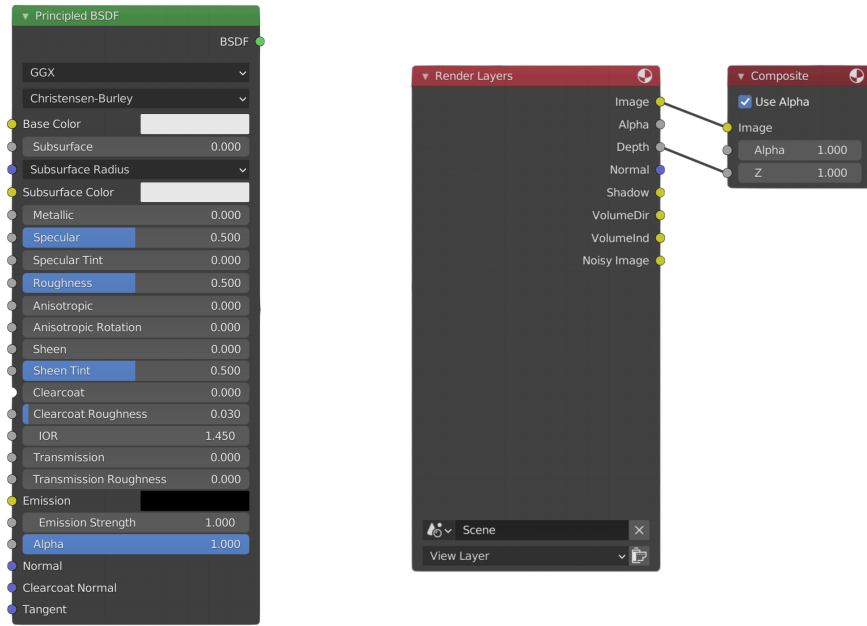 Principled BSDF
BSDF
GGX
Christensen-Burley
Base Color
Subsurface 0.000
Subsurface Radius
Subsurface Color
Metallic 0.000
Specular 0.500
Specular Tint 0.000
Roughness 0.500
Anisotropic 0.000
Anisotropic Rotation 0.000
Sheen 0.000
Sheen Tint 0.500
Clearcoat 0.000
Clearcoat Roughness 0.030
IOR 1.450
Transmission 0.000
Transmission Roughness 0.000
Emission
Emission Strength 1.000
Alpha 1.000
Normal
Clearcoat Normal
Tangent
Render Layers
Image
Alpha
Depth
Normal
Shadow
VolumeDir
VolumeInd
Noisy Image
Scene
View Layer
Composite
Use Alpha
Image
Alpha 1.000
Z 1.000